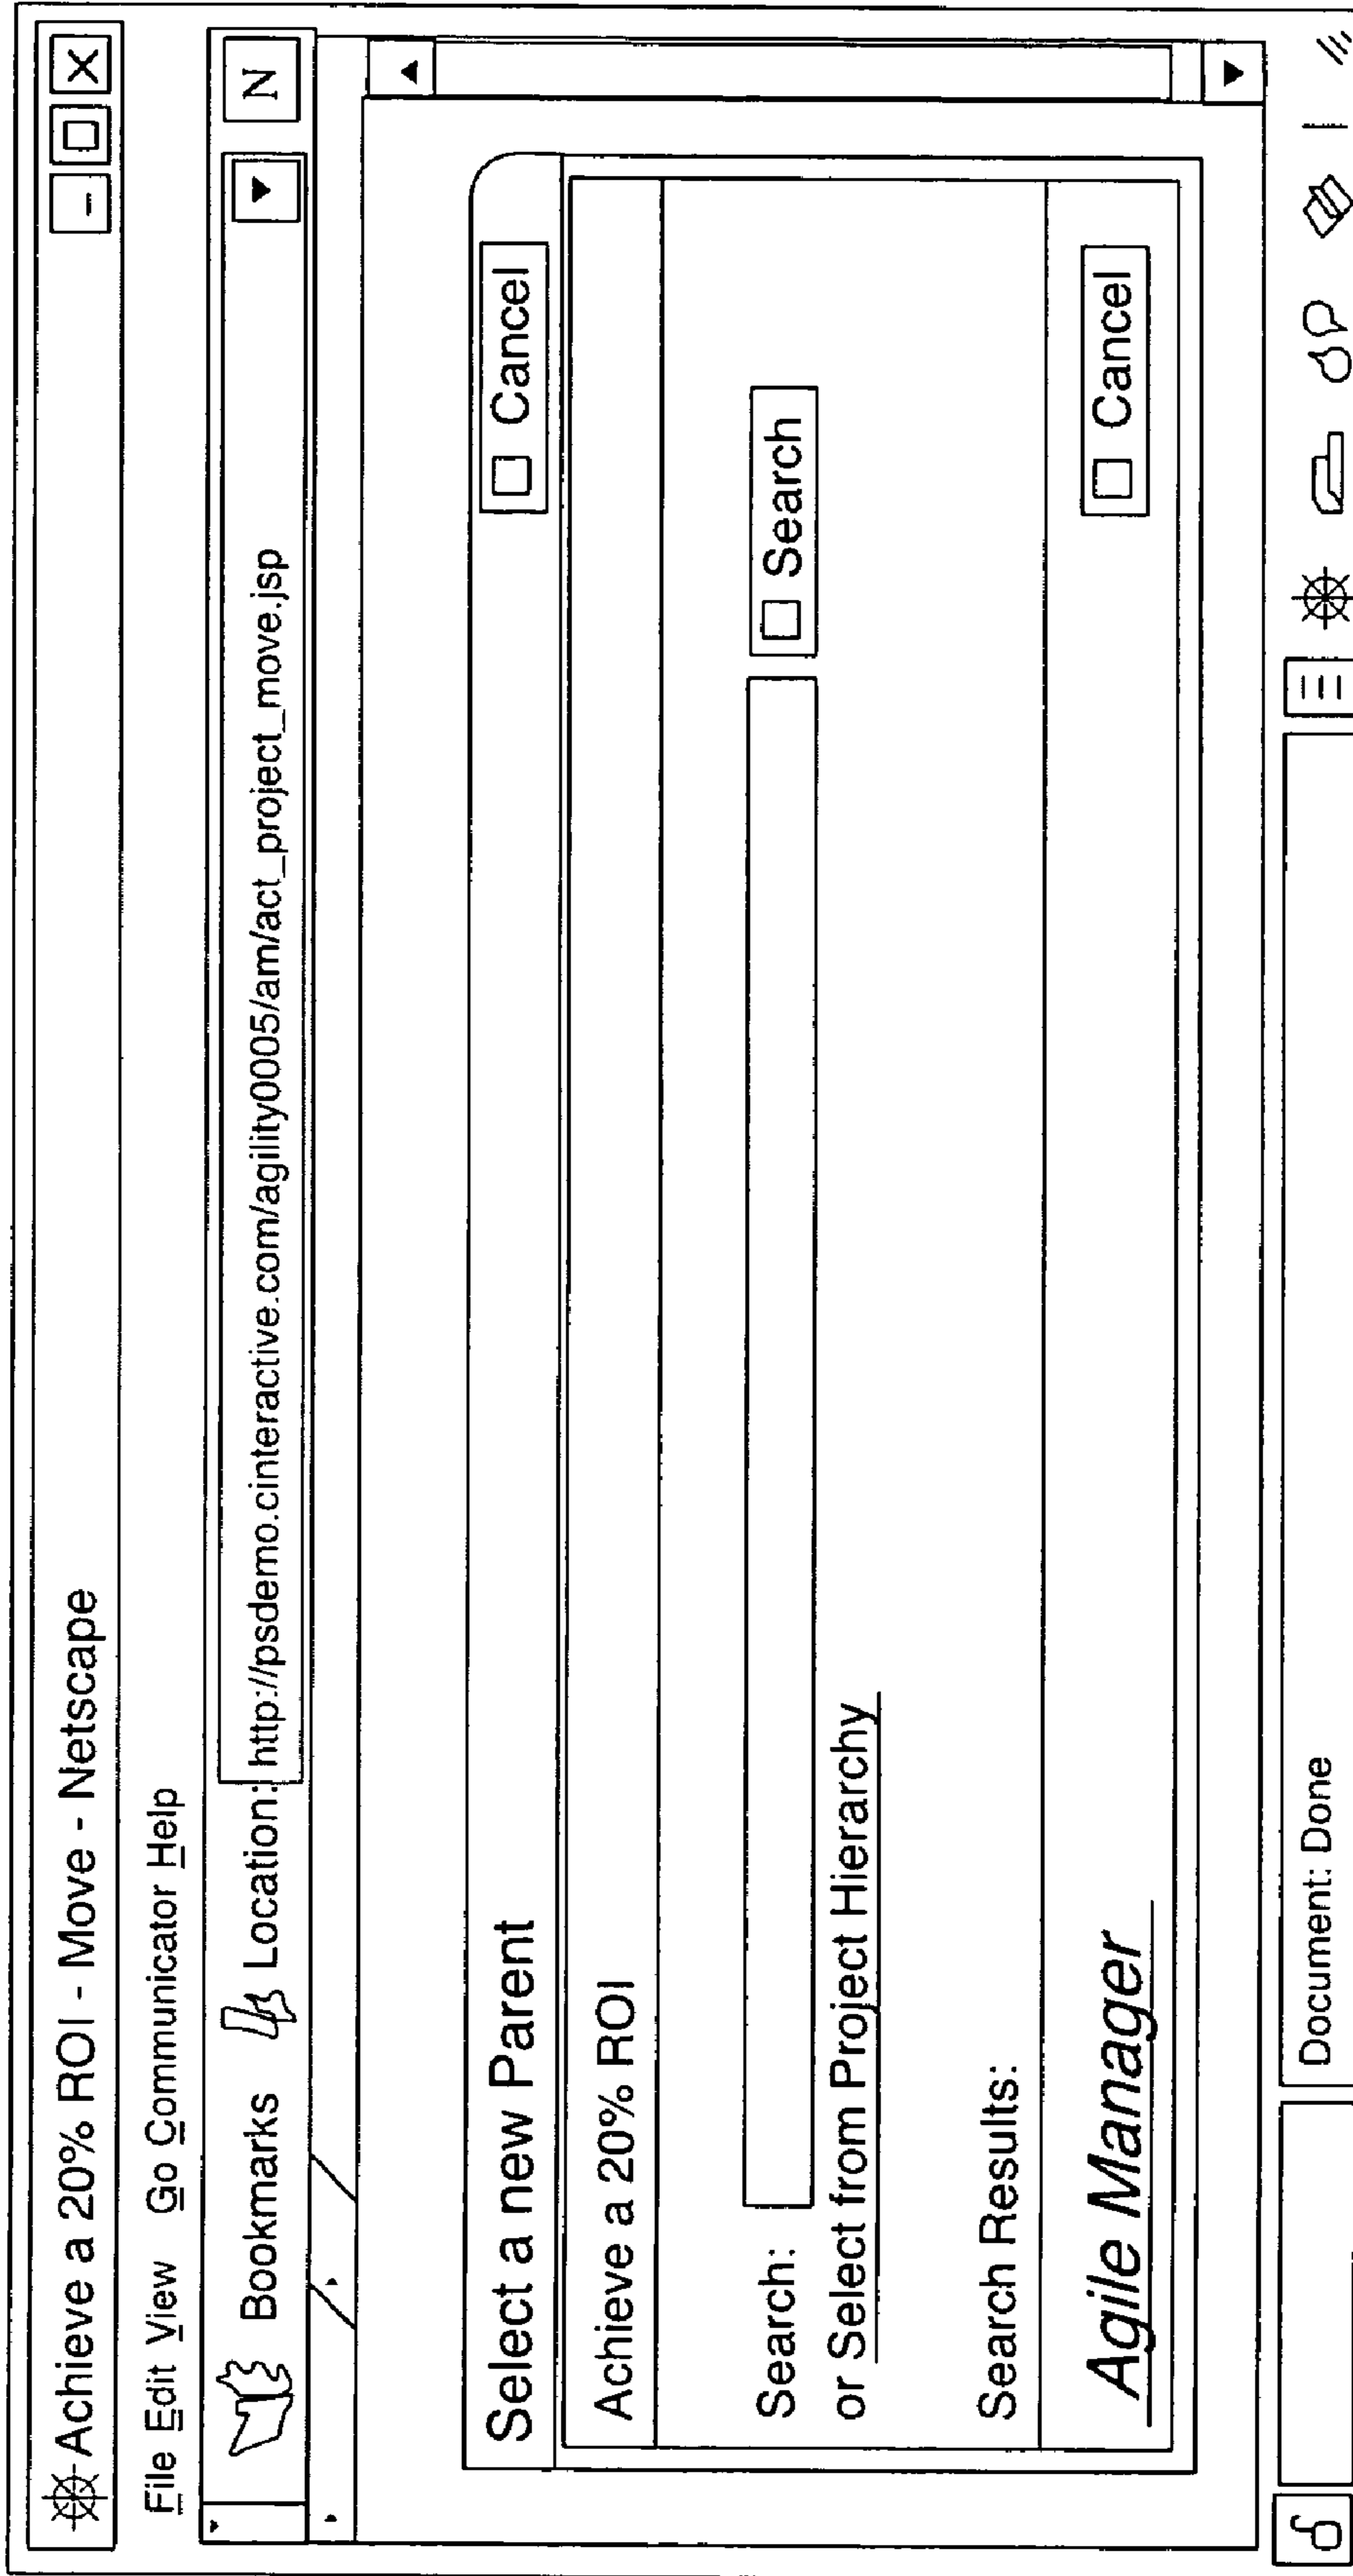 Achieve a 20% ROI - Move - Netscape
File Edit View Go Communicator Help
Bookmarks Location: http://psdemo.cinteractive.com/agility0005/am/act_project_move.jsp N
Select a new Parent Cancel
Achieve a 20% ROI
Search: Search
or Select from Project Hierarchy
Search Results:
Agile Manager Cancel
Document: Done